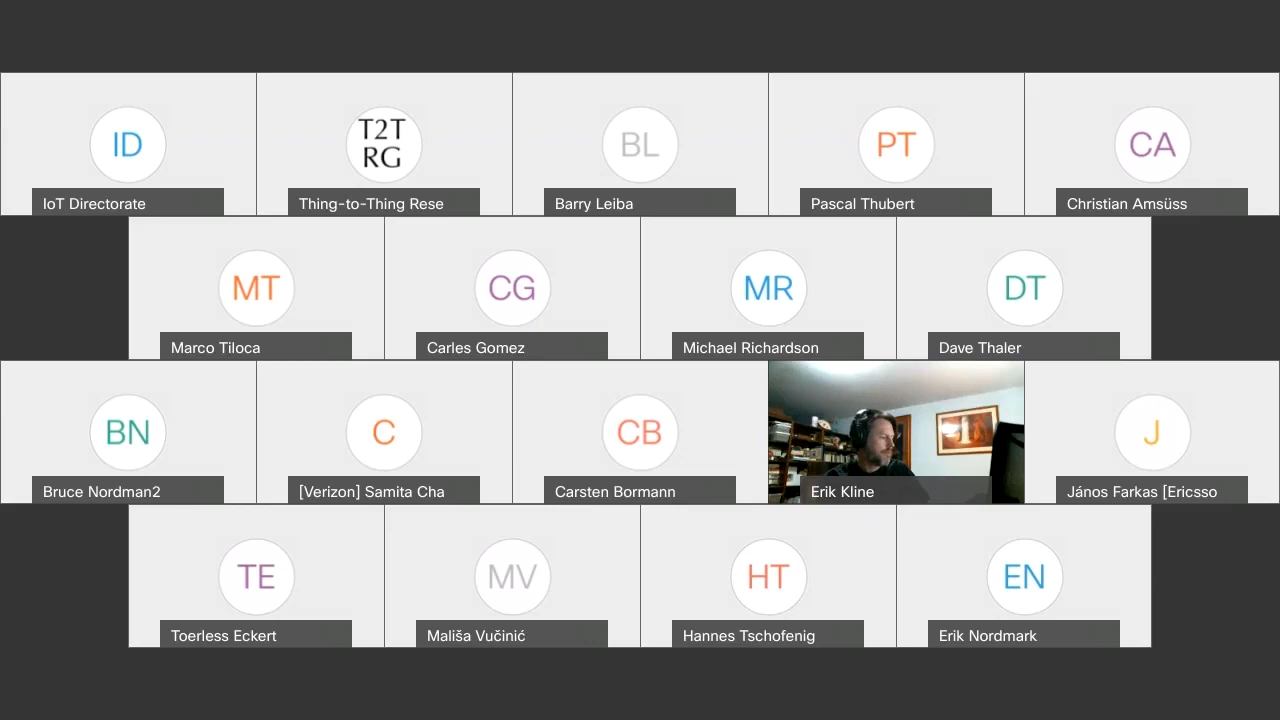 ID
IoT Directorate
T2T
RG
Thing-to-Thing Rese
BL
Barry Leiba
PT
Pascal Thubert
CA
Christian Amsüss
MT
Marco Tiloca
CG
Carles Gomez
MR
Michael Richardson
DT
Dave Thaler
BN
Bruce Nordman2
C
[Verizon] Samita Cha
CB
Carsten Bormann
Erik Kline
J
János Farkas [Ericsso
TE
Toerless Eckert
MV
Mališa Vučinić
HT
Hannes Tschofenig
EN
Erik Nordmark